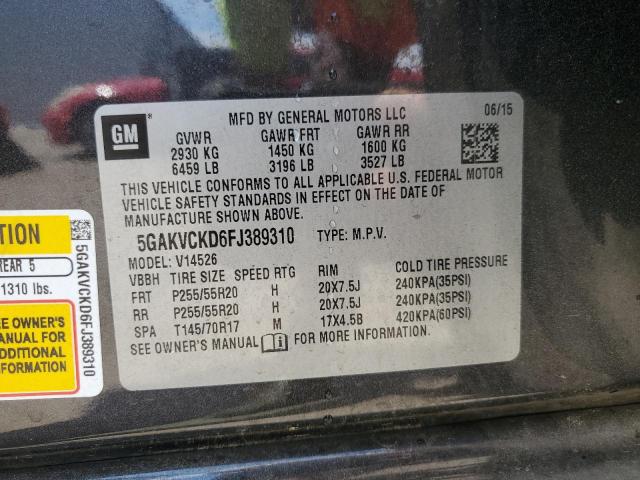 GM
MFD BY GENERAL MOTORS LLC 06/15
GVWR GAWR FRT GAWR RR
2930 KG 1450 KG 1600 KG
6459 LB 3196 LB 3527 LB
THIS VEHICLE CONFORMS TO ALL APPLICABLE U.S. FEDERAL MOTOR
VEHICLE SAFETY STANDARDS IN EFFECT ON THE DATE OF
MANUFACTURE SHOWN ABOVE.
5GAKVCKD6FJ389310 TYPE: M.P.V.
MODEL: V14526
VBBH TIRE SIZE SPEED RTG RIM COLD TIRE PRESSURE
FRT P255/55R20 H 20X7.5J 240KPA(35PSI)
RR P255/55R20 H 20X7.5J 240KPA(35PSI)
SPA T145/70R17 M 17X4.5B 420KPA(60PSI)
SEE OWNER'S MANUAL FOR MORE INFORMATION.
TION
REAR 5
1310 lbs.
EE OWNER'S
MANUAL FOR
ADDITIONAL
FORMATION
5GAKVCKD6FJ389310